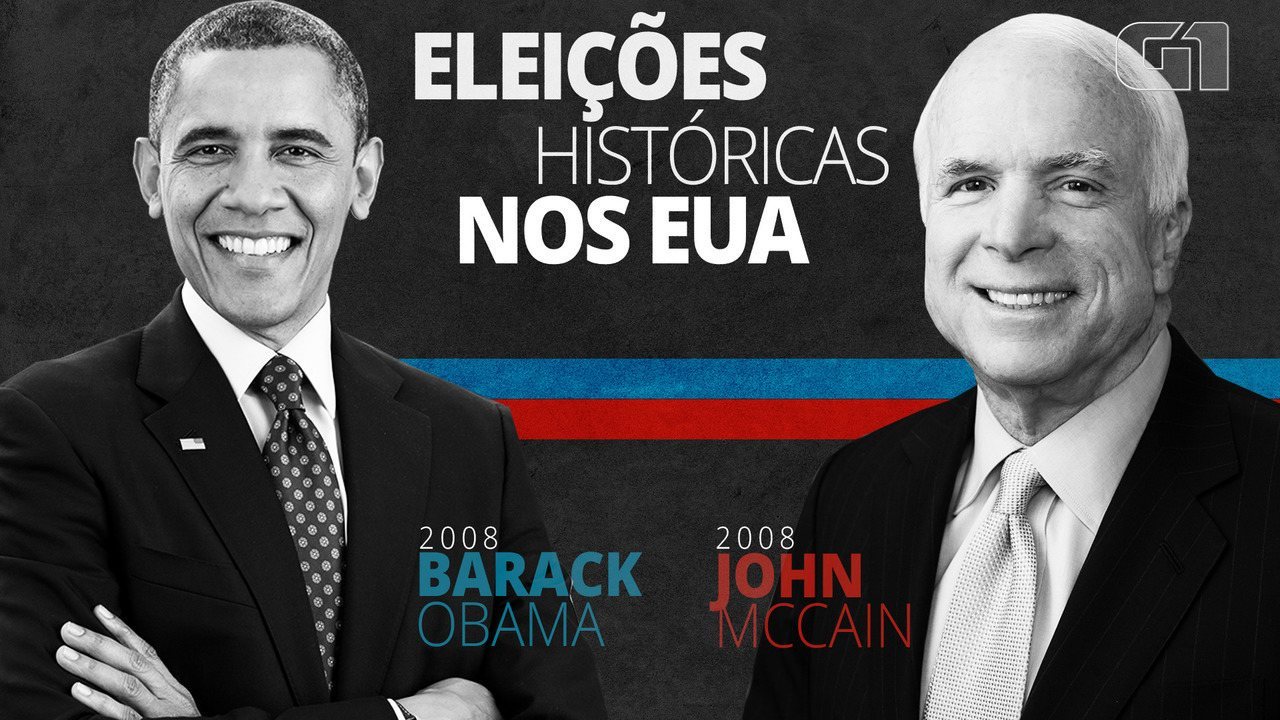 ELEIÇÕES
HISTÓRICAS
NOS EUA
G1
2008
BARACK
OBAMA
2008
JOHN
MCCAIN